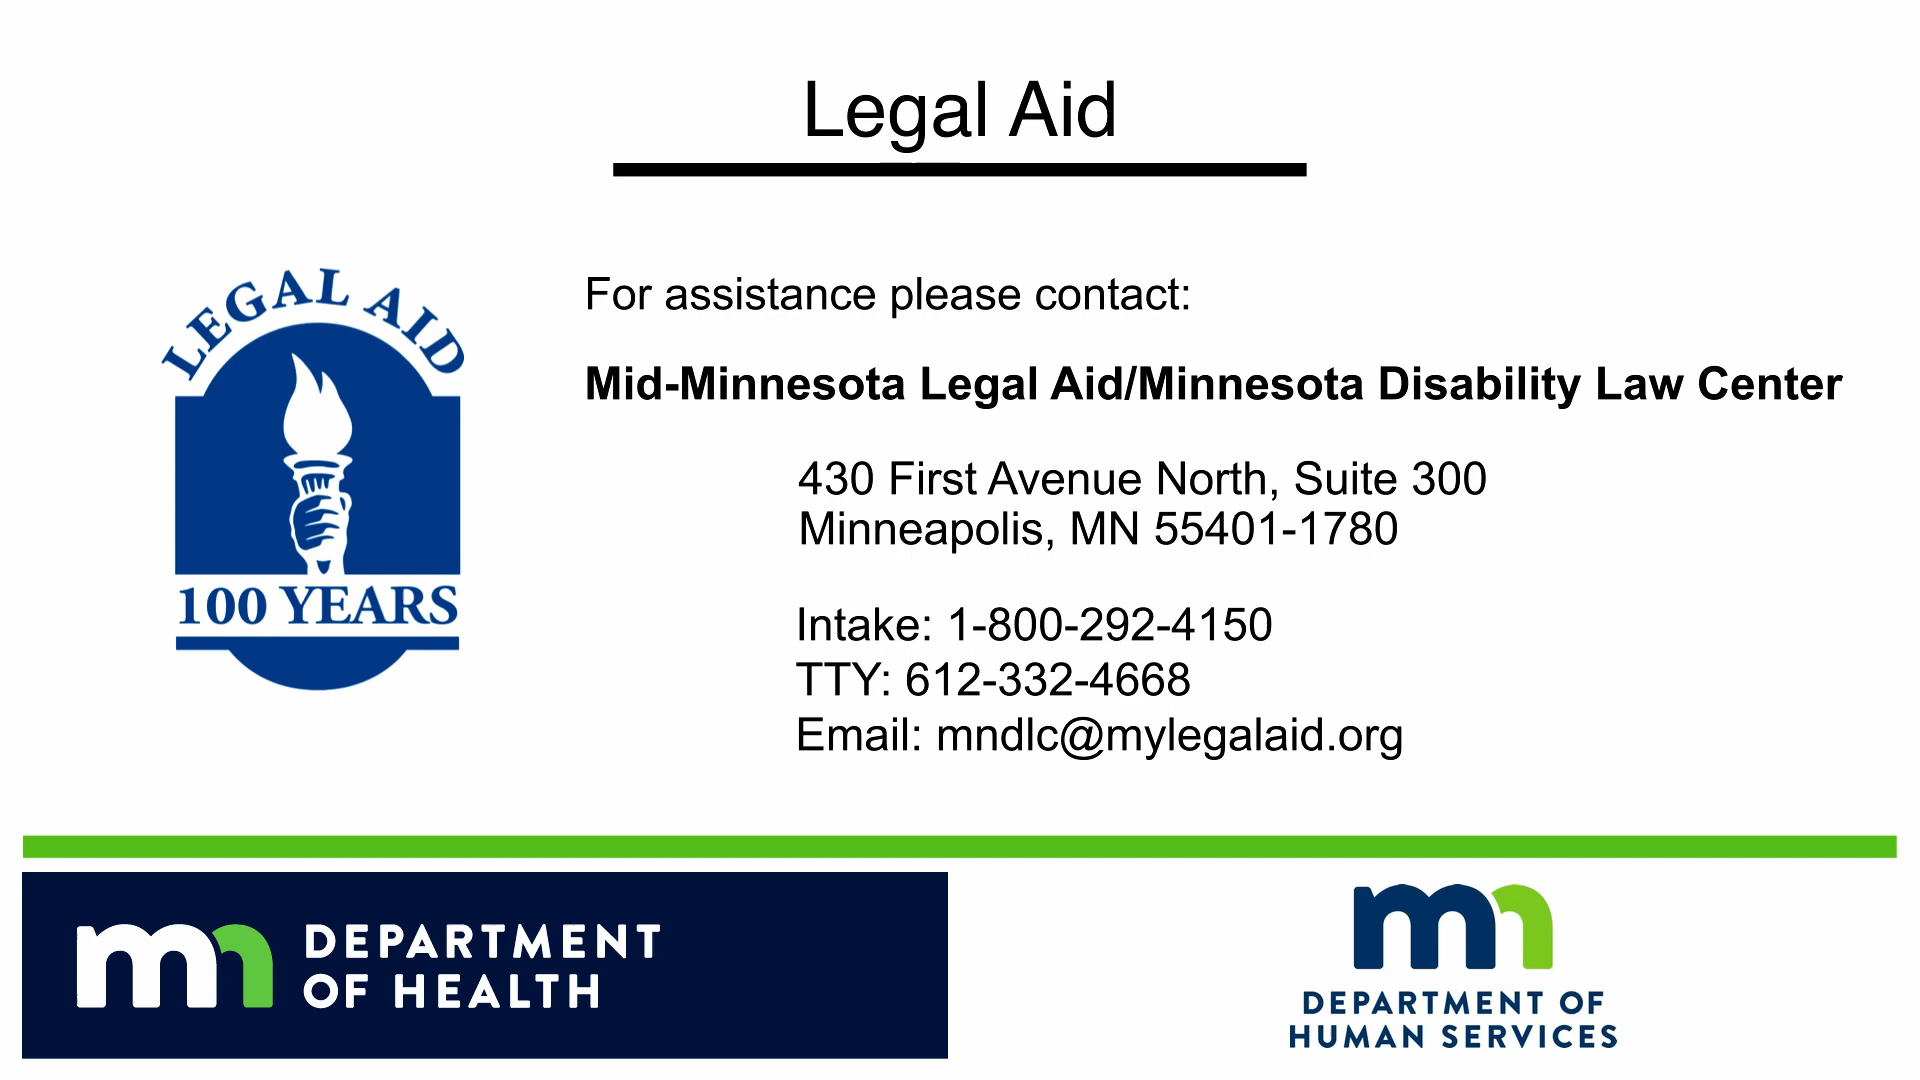 Legal Aid
LEGAL AID
100 YEARS
For assistance please contact:
Mid-Minnesota Legal Aid/Minnesota Disability Law Center
430 First Avenue North, Suite 300
Minneapolis, MN 55401-1780
Intake: 1-800-292-4150
TTY: 612-332-4668
Email: mndlc@mylegalaid.org
mn DEPARTMENT
OF HEALTH
mn
DEPARTMENT OF
HUMAN SERVICES